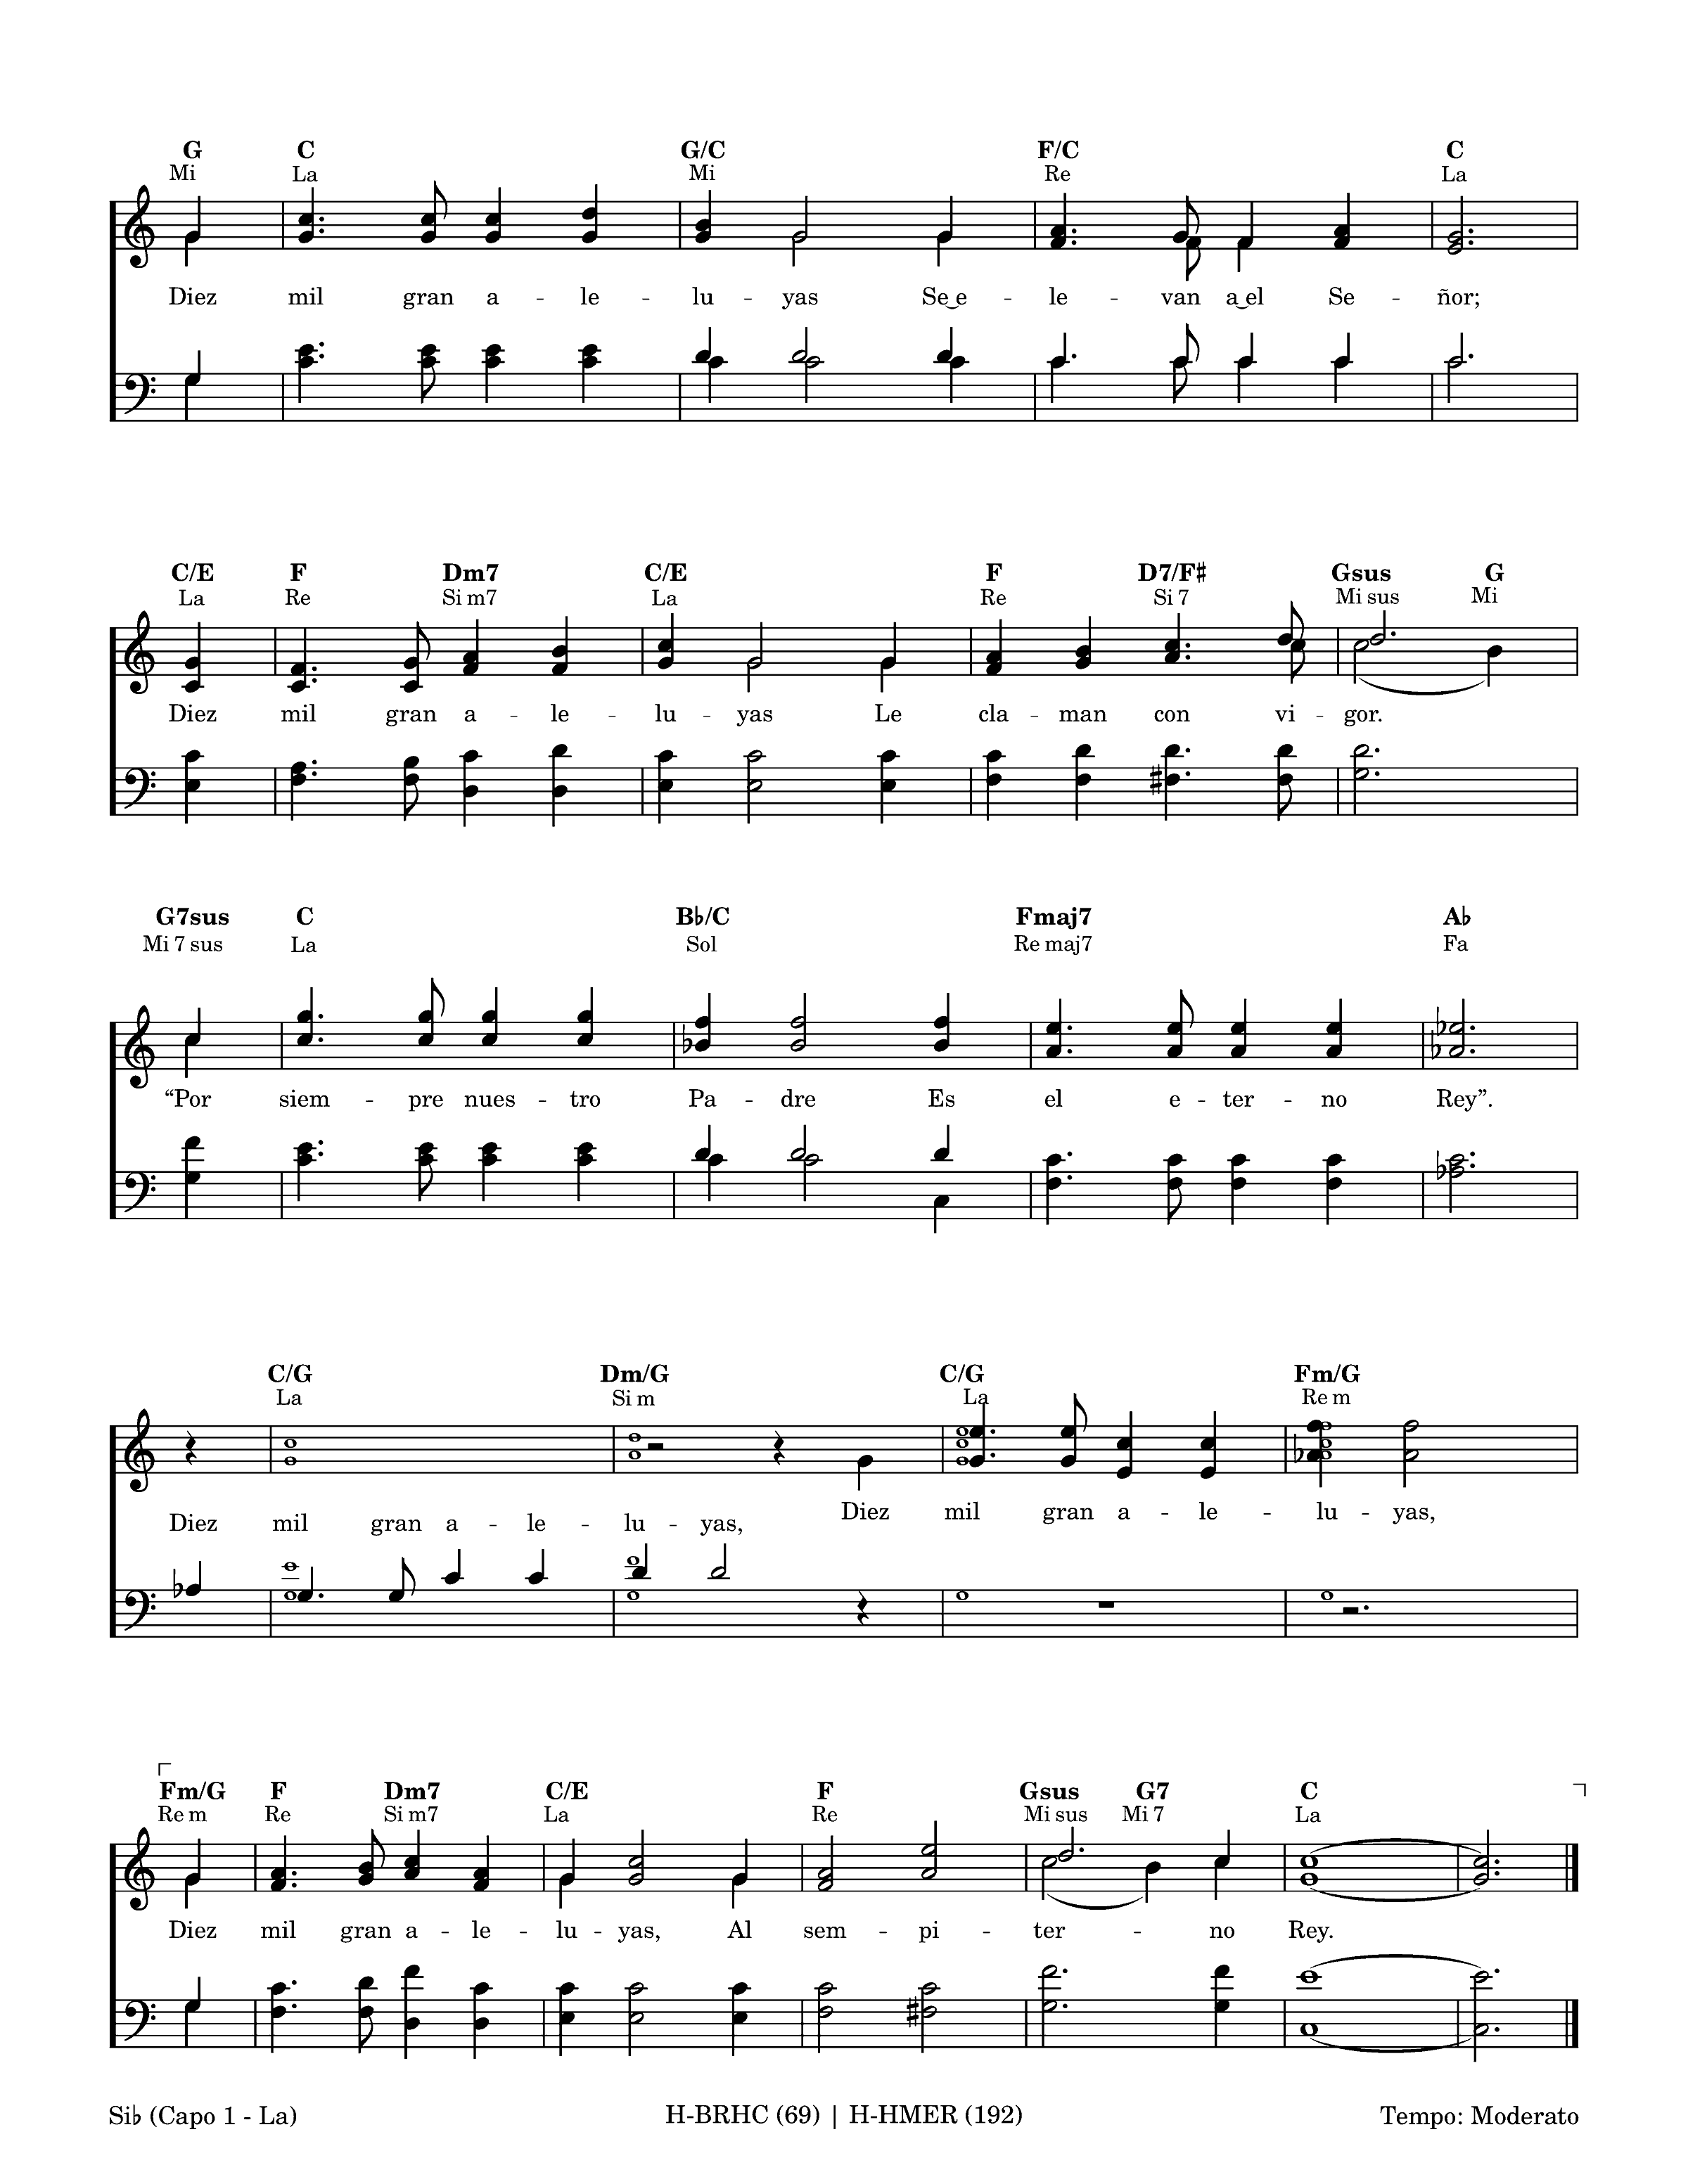 G C G/C F/C C
Mi La Mi Re La
Diez mil gran a - le - lu - yas Se‿e - le - van a‿el Se - ñor;
C/E F Dm7 C/E F D7/F♯ Gsus G
La Re Si m7 La Re Si 7 Mi sus Mi
Diez mil gran a - le - lu - yas Le cla - man con vi - gor.
G7sus C B♭/C Fmaj7 A♭
Mi 7 sus La Sol Re maj7 Fa
“Por siem - pre nues - tro Pa - dre Es el e - ter - no Rey”.
C/G Dm/G C/G Fm/G
La Si m La Re m
Diez mil gran a - le - lu - yas,
Diez mil gran a - le - lu - yas,
Fm/G F Dm7 C/E F Gsus G7 C
Re m Re Si m7 La Re Mi sus Mi 7 La
Diez mil gran a - le - lu - yas, Al sem - pi - ter - no Rey.
Si♭ (Capo 1 - La) H-BRHC (69) | H-HMER (192) Tempo: Moderato